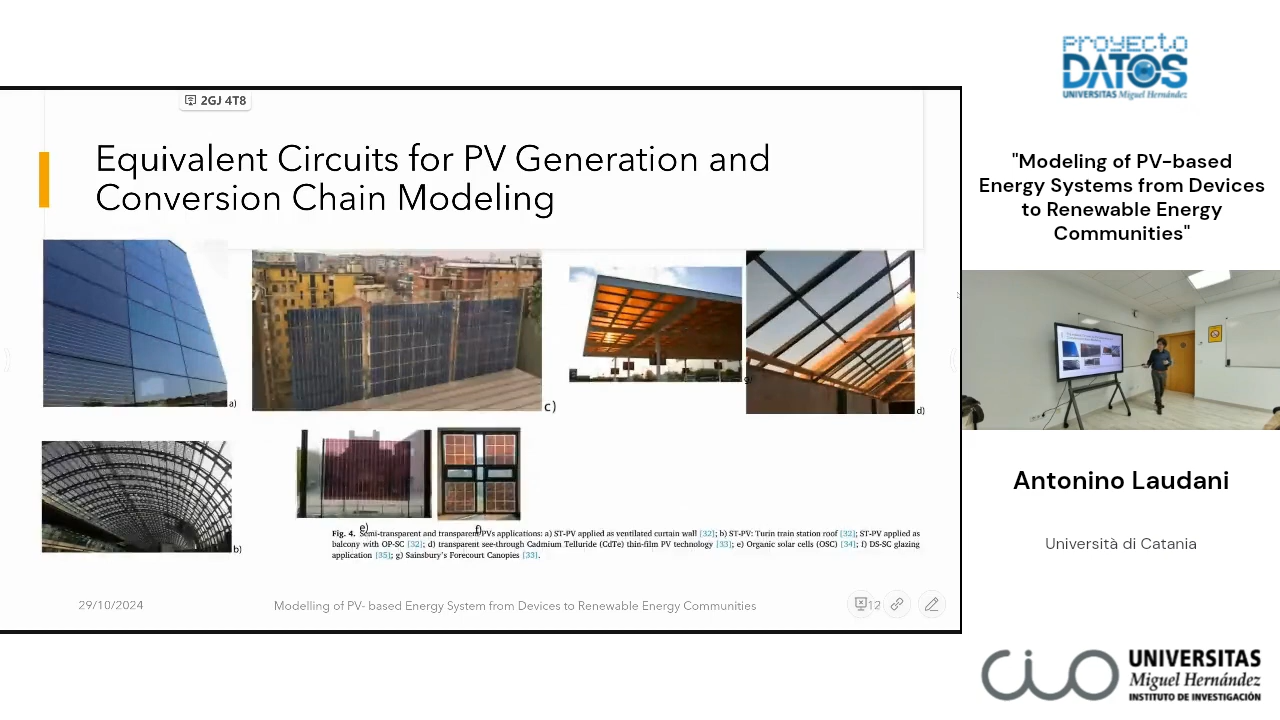 2GJ 4T8
Equivalent Circuits for PV Generation and
Conversion Chain Modeling
a)
c)
g)
d)
b)
e)
f)
Fig. 4. Semi-transparent and transparent PVs applications: a) ST-PV applied as ventilated curtain wall [32]; b) ST-PV: Turin train station roof [32]; ST-PV applied as
balcony with OP-SC [32]; d) transparent see-through Cadmium Telluride (CdTe) thin-film PV technology [33]; e) Organic solar cells (OSC) [34]; f) DS-SC glazing
application [35]; g) Sainsbury's Forecourt Canopies [33].
29/10/2024
Modelling of PV- based Energy System from Devices to Renewable Energy Communities
12
PROYECTO
DATOS
UNIVERSITAS Miguel Hernández
"Modeling of PV-based
Energy Systems from Devices
to Renewable Energy
Communities"
Antonino Laudani
Università di Catania
CIO
UNIVERSITAS
Miguel Hernández
INSTITUTO DE INVESTIGACIÓN